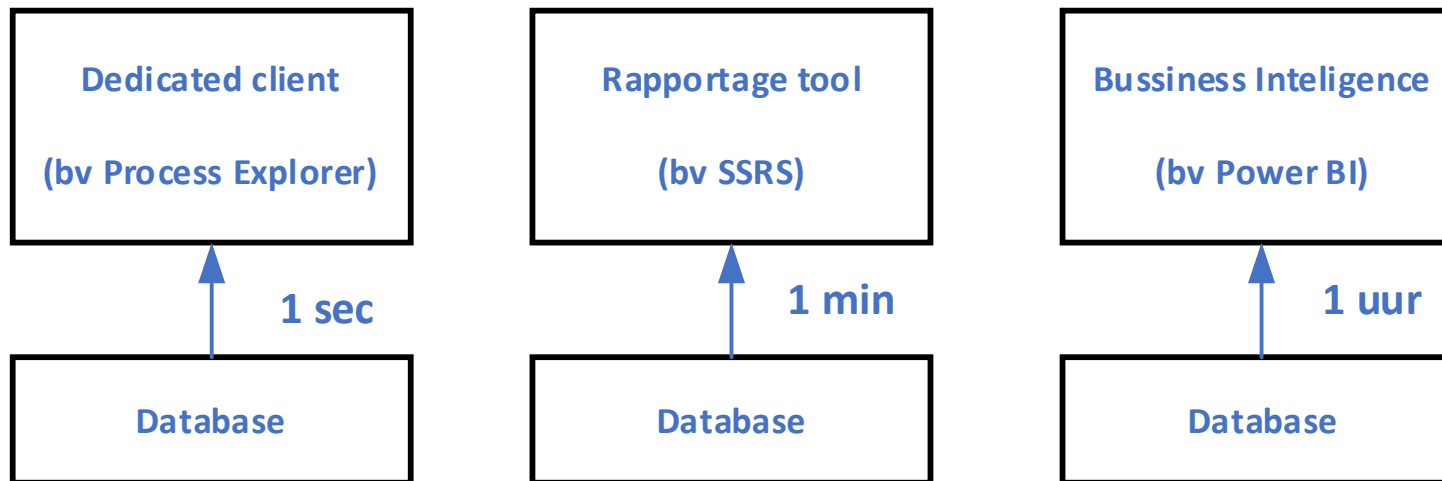 Dedicated client
(bv Process Explorer)
1 sec
Database
Rapportage tool
(bv SSRS)
1 min
Database
Bussiness Inteligence
(bv Power BI)
1 uur
Database